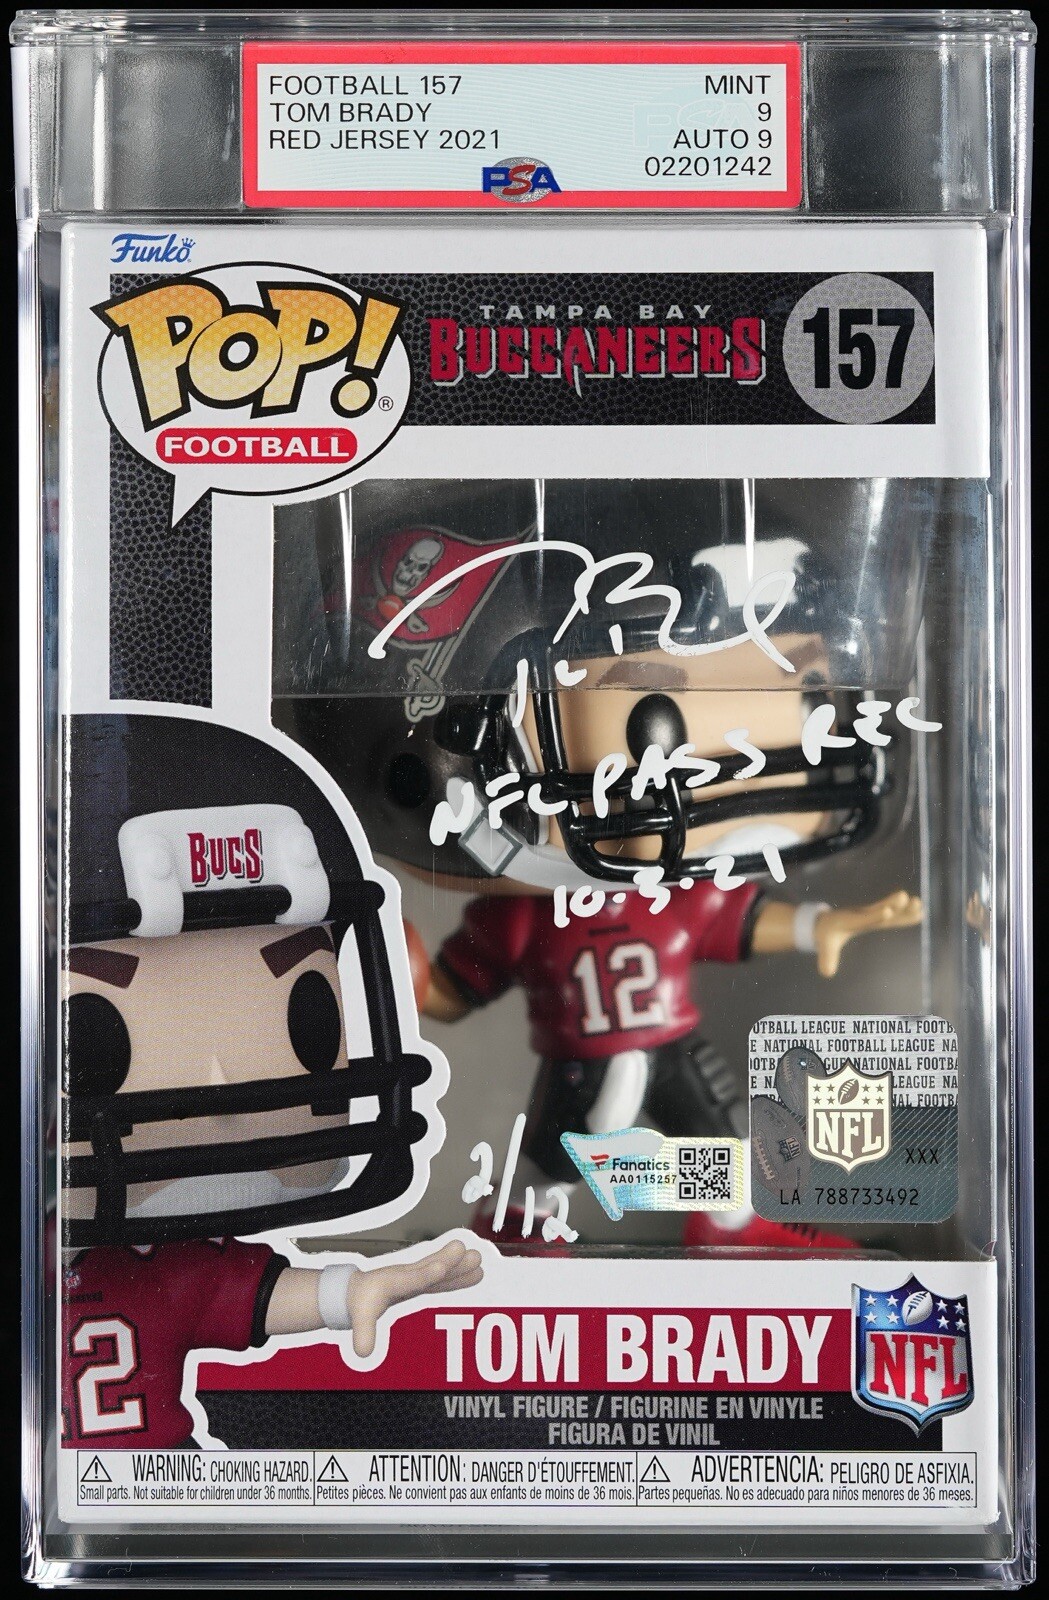 FOOTBALL 157 MINT
TOM BRADY 9
RED JERSEY 2021 AUTO 9
PSA 02201242
Funko
POP!®
FOOTBALL
TAMPA BAY
BUCCANEERS
157
NFL PASS REC
10.3.21
BUCS
12
NATIONAL FOOTBALL LEAGUE
NFL
XXX
LA 788733492
Fanatics
AA0115257
2/12
2
TOM BRADY
NFL
VINYL FIGURE / FIGURINE EN VINYLE
FIGURA DE VINIL
WARNING: CHOKING HAZARD.
Small parts. Not suitable for children under 36 months.
ATTENTION: DANGER D'ÉTOUFFEMENT.
Petites pièces. Ne convient pas aux enfants de moins de 36 mois.
ADVERTENCIA: PELIGRO DE ASFIXIA.
Partes pequeñas. No es adecuado para niños menores de 36 meses.